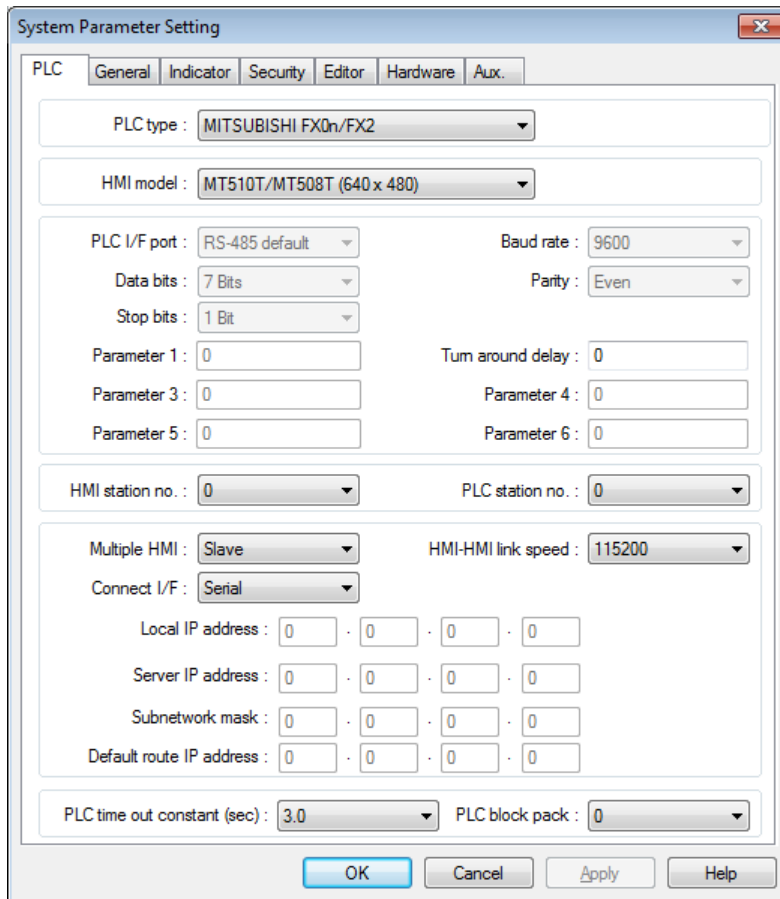 System Parameter Setting
PLC General Indicator Security Editor Hardware Aux.
PLC type : MITSUBISHI FX0n/FX2
HMI model : MT510T/MT508T (640 x 480)
PLC I/F port : RS-485 default Baud rate : 9600
Data bits : 7 Bits Parity : Even
Stop bits : 1 Bit
Parameter 1 : 0 Turn around delay : 0
Parameter 3 : 0 Parameter 4 : 0
Parameter 5 : 0 Parameter 6 : 0
HMI station no. : 0 PLC station no. : 0
Multiple HMI : Slave HMI-HMI link speed : 115200
Connect I/F : Serial
Local IP address : 0 . 0 . 0 . 0
Server IP address : 0 . 0 . 0 . 0
Subnetwork mask : 0 . 0 . 0 . 0
Default route IP address : 0 . 0 . 0 . 0
PLC time out constant (sec) : 3.0 PLC block pack : 0
OK Cancel Apply Help